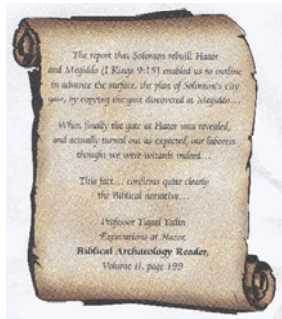 The report that Solomon rebuilt Hazor
and Megiddo (I Kings 9:15) enabled us to outline
in advance the surface, the plan of Solomon's city
gate, by copying the gate discovered at Megiddo...
When finally the gate at Hazor was revealed,
and actually turned out as expected, our laborers
thought we were wizards indeed...
This fact... confirms quite clearly
the Biblical narrative...
Professor Yigael Yadin
Excavations at Hazor,
Biblical Archaeology Reader,
Volume II, page 199